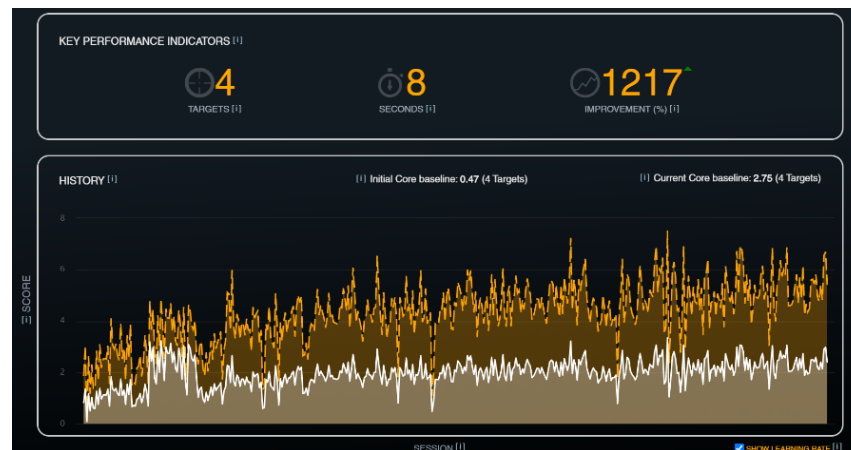 KEY PERFORMANCE INDICATORS [i]
4
TARGETS [i]
8
SECONDS [i]
1217
IMPROVEMENT (%) [i]
HISTORY [i]
[i] Initial Core baseline: 0.47 (4 Targets)
[i] Current Core baseline: 2.75 (4 Targets)
8
6
4
2
0
[i] SCORE
SESSION [i]
SHOW LEARNING RATE [i]